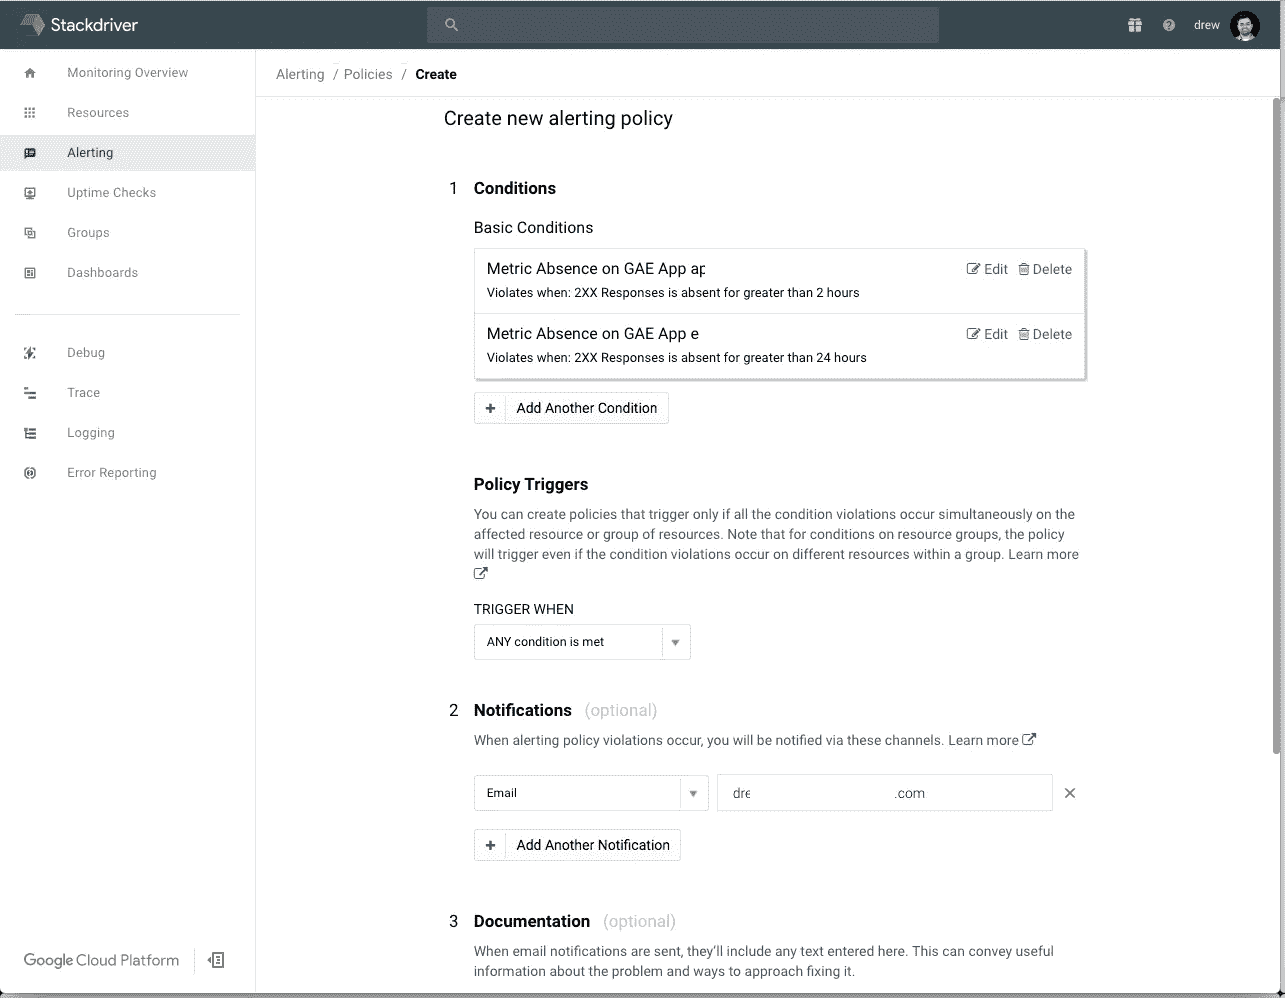 Stackdriver
drew
Monitoring Overview
Resources
Alerting
Uptime Checks
Groups
Dashboards
Debug
Trace
Logging
Error Reporting
Google Cloud Platform
Alerting / Policies / Create
Create new alerting policy
1 Conditions
Basic Conditions
Metric Absence on GAE App ap
Edit Delete
Violates when: 2XX Responses is absent for greater than 2 hours
Metric Absence on GAE App e
Edit Delete
Violates when: 2XX Responses is absent for greater than 24 hours
+ Add Another Condition
Policy Triggers
You can create policies that trigger only if all the condition violations occur simultaneously on the
affected resource or group of resources. Note that for conditions on resource groups, the policy
will trigger even if the condition violations occur on different resources within a group. Learn more
TRIGGER WHEN
ANY condition is met
2 Notifications (optional)
When alerting policy violations occur, you will be notified via these channels. Learn more
Email
dre .com
+ Add Another Notification
3 Documentation (optional)
When email notifications are sent, they'll include any text entered here. This can convey useful
information about the problem and ways to approach fixing it.